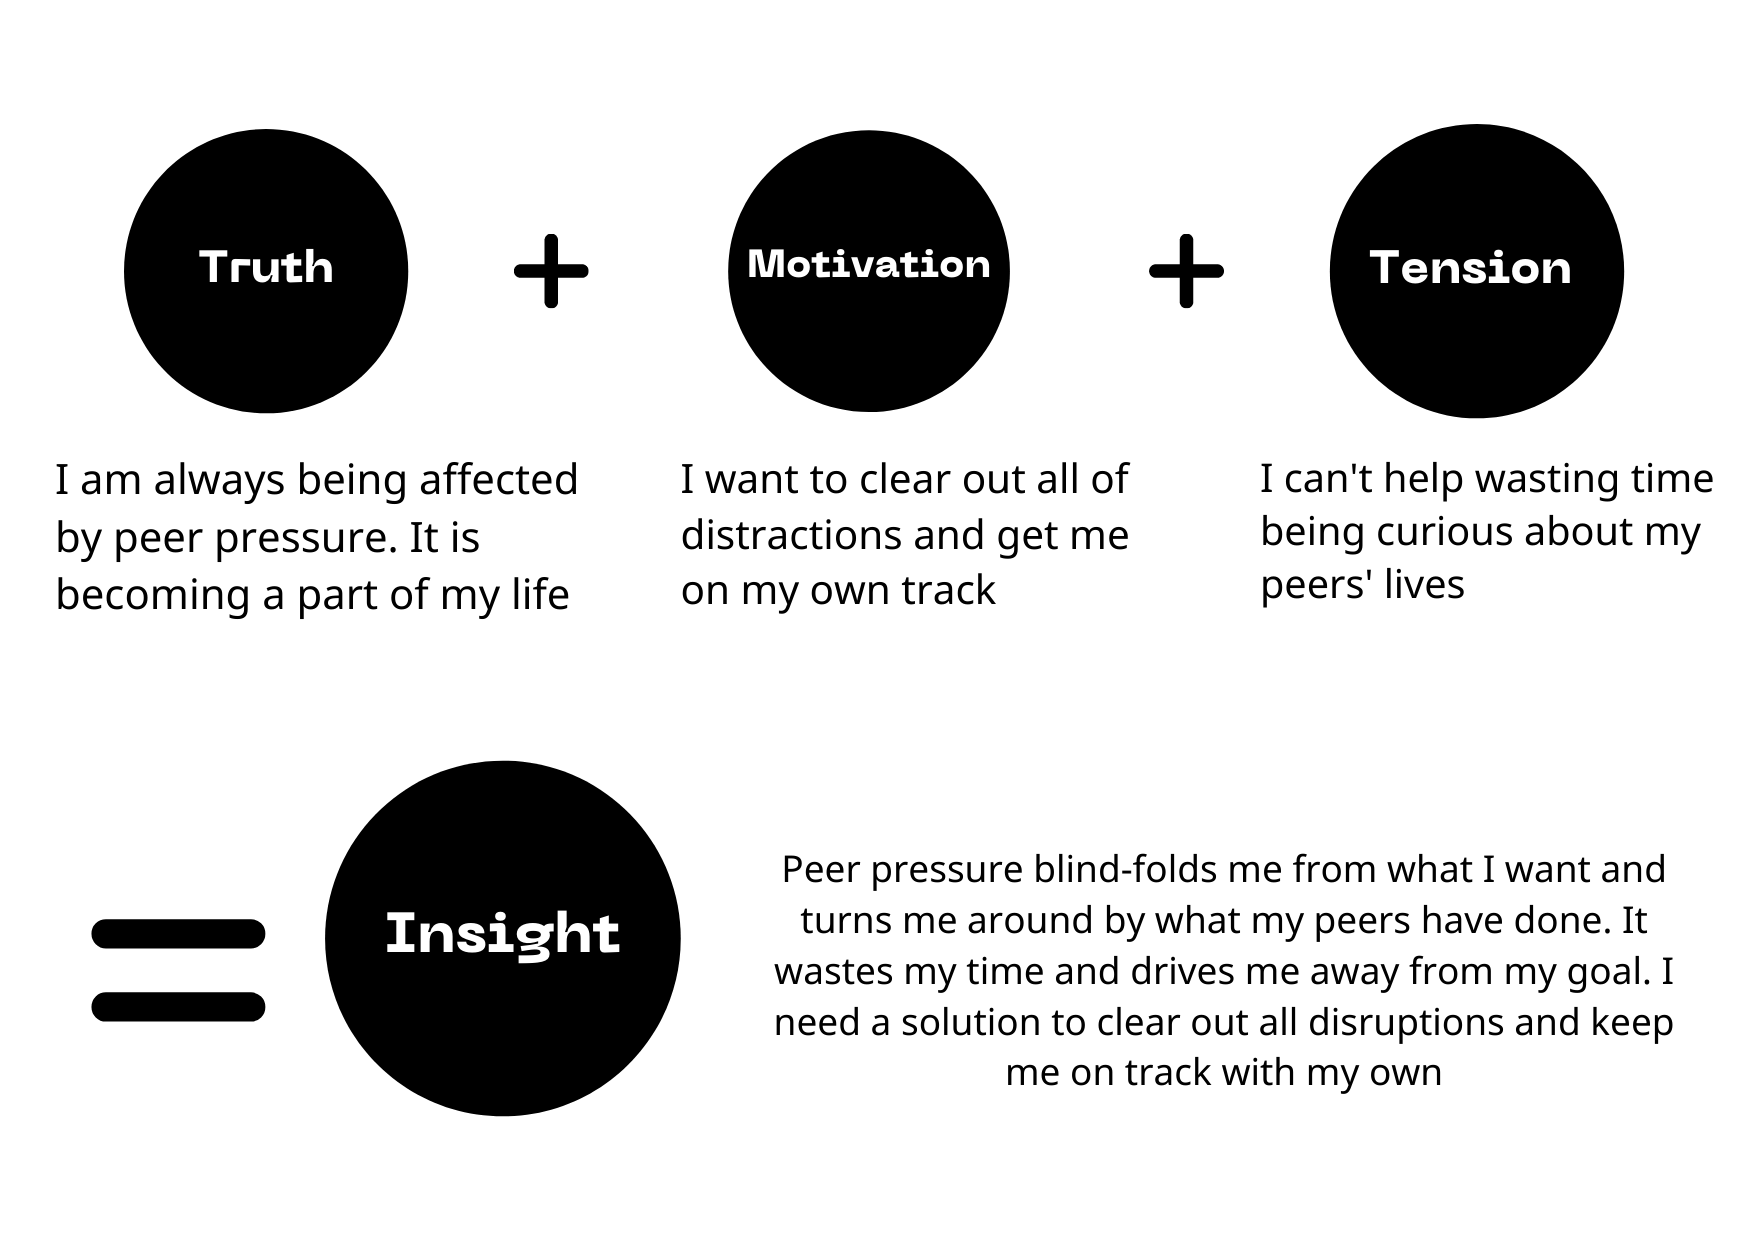 Truth
+
Motivation
+
Tension
I am always being affected
by peer pressure. It is
becoming a part of my life
I want to clear out all of
distractions and get me
on my own track
I can't help wasting time
being curious about my
peers' lives
=
Insight
Peer pressure blind-folds me from what I want and
turns me around by what my peers have done. It
wastes my time and drives me away from my goal. I
need a solution to clear out all disruptions and keep
me on track with my own